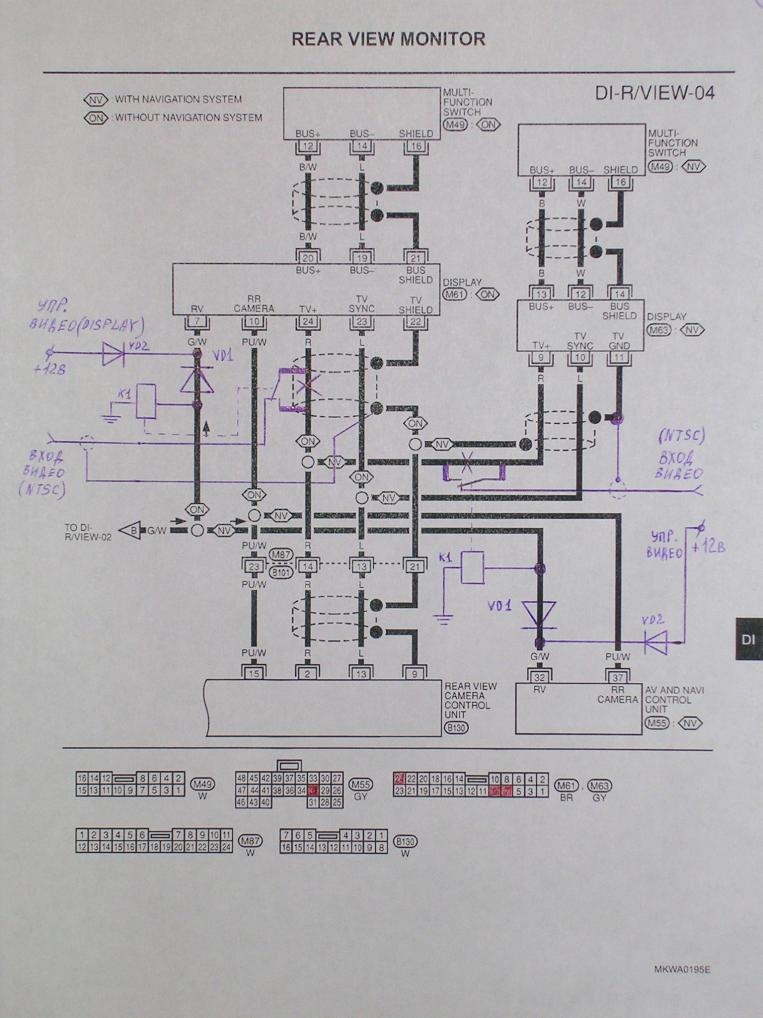 REAR VIEW MONITOR
DI-R/VIEW-04
NV : WITH NAVIGATION SYSTEM
ON : WITHOUT NAVIGATION SYSTEM
MULTI-
FUNCTION
SWITCH
M49 : ON
BUS+ BUS– SHIELD
12 14 16
B/W L
B/W L
20 19 21
BUS+ BUS– BUS
SHIELD
DISPLAY
M61 : ON
RV RR
CAMERA TV+ TV
SYNC TV
SHIELD
7 10 24 23 22
G/W PU/W R L
MULTI-
FUNCTION
SWITCH
M49 : NV
BUS+ BUS– SHIELD
12 14 16
B W
B W
13 12 14
BUS+ BUS– BUS
SHIELD
DISPLAY
M63 : NV
TV+ TV
SYNC TV
GND
9 10 11
R L
УПР.
ВИДЕО (DISPLAY)
VD2
+12В
VD1
K1
ВХОД
ВИДЕО
(NTSC)
(NTSC)
ВХОД
ВИДЕО
УПР.
ВИДЕО
+12В
K1
VD1
VD2
ON
ON NV
NV
ON
ON NV
ON NV
NV
TO DI-
R/VIEW-02
B G/W
PU/W R L
M87
B101
23 14 13 21
PU/W R L
PU/W R L
15 2 13 9
REAR VIEW
CAMERA
CONTROL
UNIT
B130
G/W PU/W
32 37
RV RR
CAMERA
AV AND NAVI
CONTROL
UNIT
M55 : NV
DI
16 14 12 8 6 4 2
15 13 11 10 9 7 5 3 1
M49
W
48 45 42 39 37 35 33 30 27
47 44 41 38 36 34 29 26
46 43 40 31 28 25
M55
GY
22 20 18 16 14 10 8 6 4 2
23 21 19 17 15 13 12 11 5 3 1
M61 , M63
BR GY
1 2 3 4 5 6 7 8 9 10 11
12 13 14 15 16 17 18 19 20 21 22 23 24
M87
W
7 6 5 4 3 2 1
16 15 14 13 12 11 10 9 8
B130
W
MKWA0195E